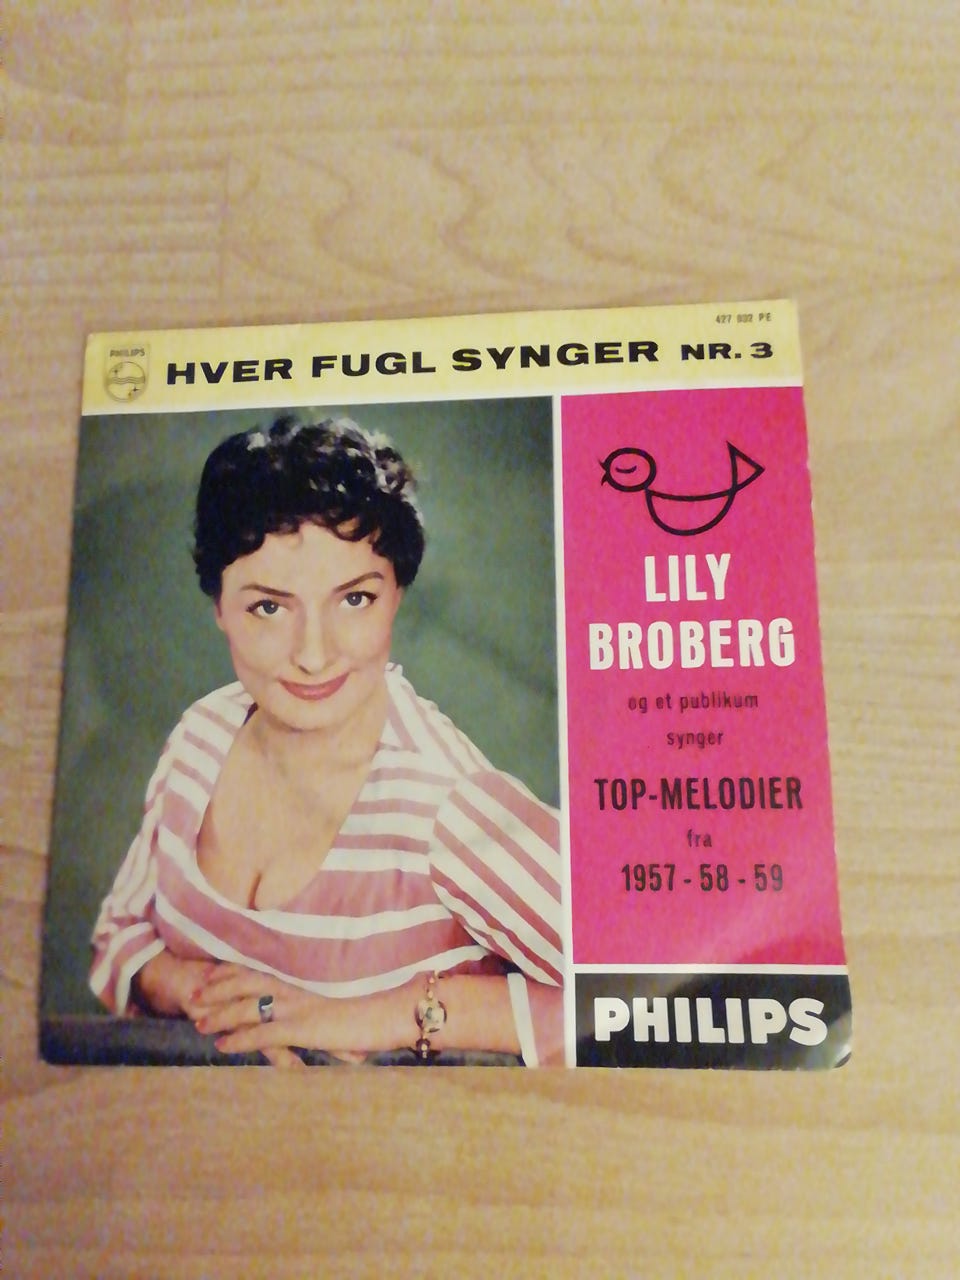 427 932 PE
PHILIPS
HVER FUGL SYNGER NR. 3
LILY
BROBERG
og et publikum
synger
TOP-MELODIER
fra
1957 - 58 - 59
PHILIPS